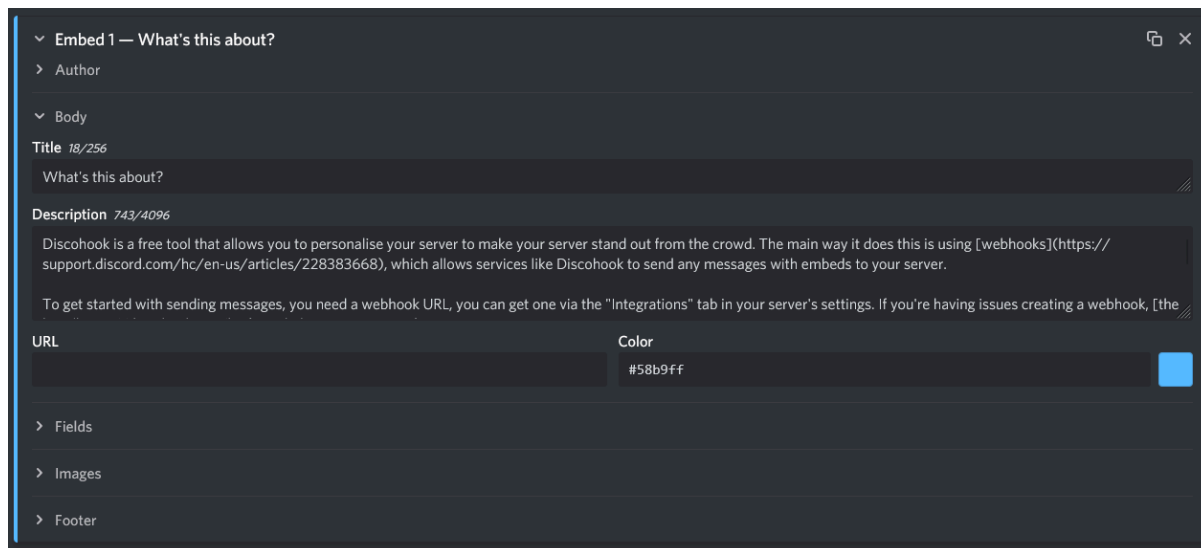 Embed 1 — What's this about?
Author
Body
Title 18/256
What's this about?
Description 743/4096
Discohook is a free tool that allows you to personalise your server to make your server stand out from the crowd. The main way it does this is using [webhooks](https://
support.discord.com/hc/en-us/articles/228383668), which allows services like Discohook to send any messages with embeds to your server.
To get started with sending messages, you need a webhook URL, you can get one via the "Integrations" tab in your server's settings. If you're having issues creating a webhook, [the
URL
Color
#58b9ff
Fields
Images
Footer